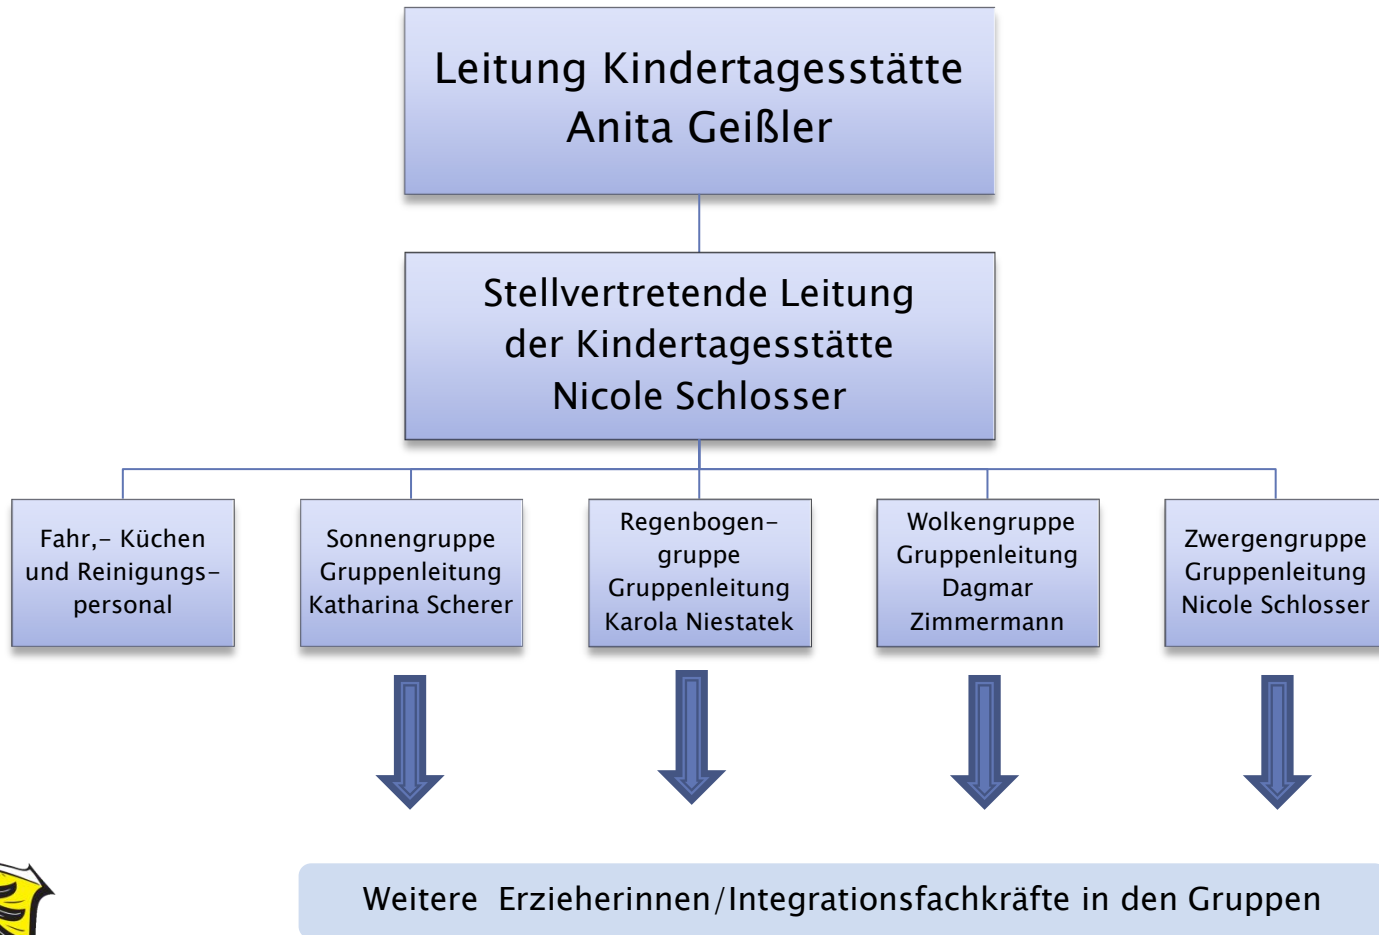 Leitung Kindertagesstätte
Anita Geißler
Stellvertretende Leitung
der Kindertagesstätte
Nicole Schlosser
Fahr,- Küchen
und Reinigungs-
personal
Sonnengruppe
Gruppenleitung
Katharina Scherer
Regenbogen-
gruppe
Gruppenleitung
Karola Niestatek
Wolkengruppe
Gruppenleitung
Dagmar
Zimmermann
Zwergengruppe
Gruppenleitung
Nicole Schlosser
Weitere  Erzieherinnen/Integrationsfachkräfte in den Gruppen